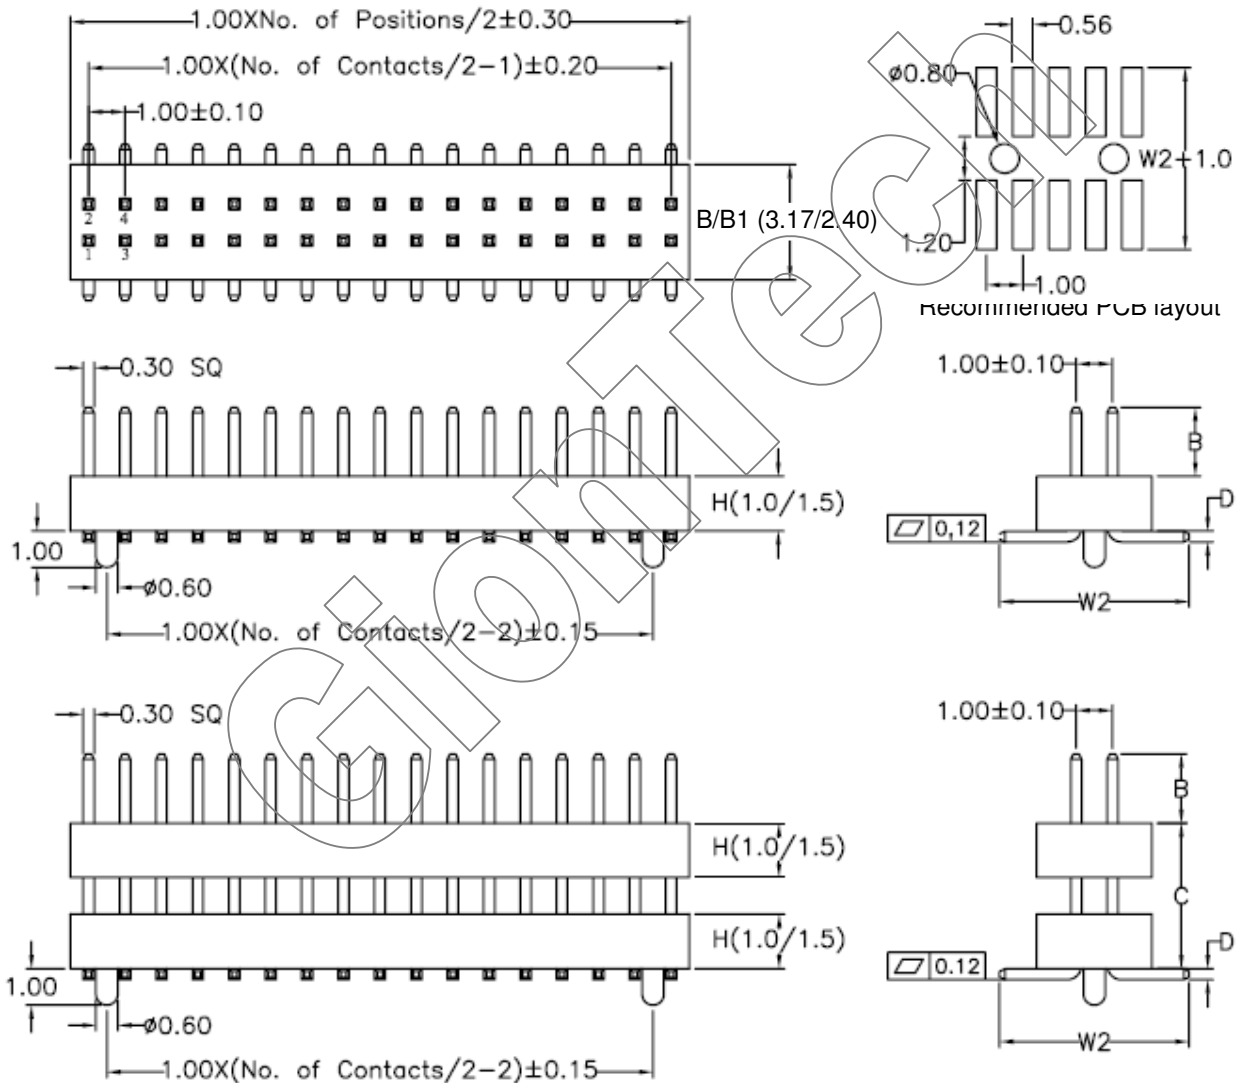 1.00XNo. of Positions/2±0.30
1.00X(No. of Contacts/2-1)±0.20
1.00±0.10
2 4
1 3
B/B1 (3.17/2.40)
0.56
ø0.80
W2+1.0
1.20
1.00
Recommended PCB layout
0.30 SQ
H(1.0/1.5)
1.00
ø0.60
1.00X(No. of Contacts/2-2)±0.15
1.00±0.10
B
D
0,12
W2
GionTech
0.30 SQ
H(1.0/1.5)
H(1.0/1.5)
1.00
ø0.60
1.00X(No. of Contacts/2-2)±0.15
1.00±0.10
B
C
D
0.12
W2